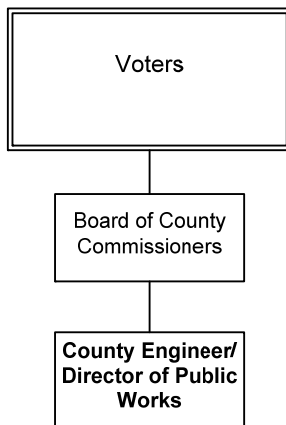 Voters
Board of County
Commissioners
County Engineer/
Director of Public
Works